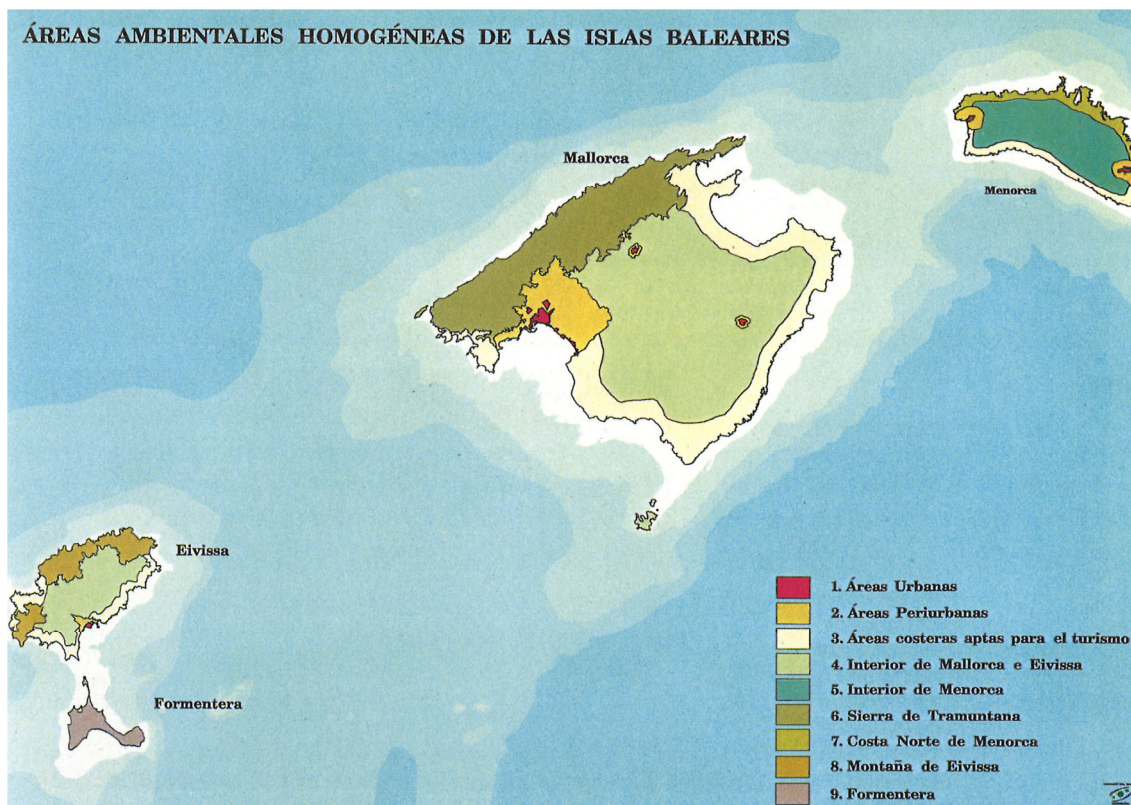 ÁREAS AMBIENTALES HOMOGÉNEAS DE LAS ISLAS BALEARES
Mallorca
Menorca
Eivissa
Formentera
1. Áreas Urbanas
2. Áreas Periurbanas
3. Áreas costeras aptas para el turismo
4. Interior de Mallorca e Eivissa
5. Interior de Menorca
6. Sierra de Tramuntana
7. Costa Norte de Menorca
8. Montaña de Eivissa
9. Formentera